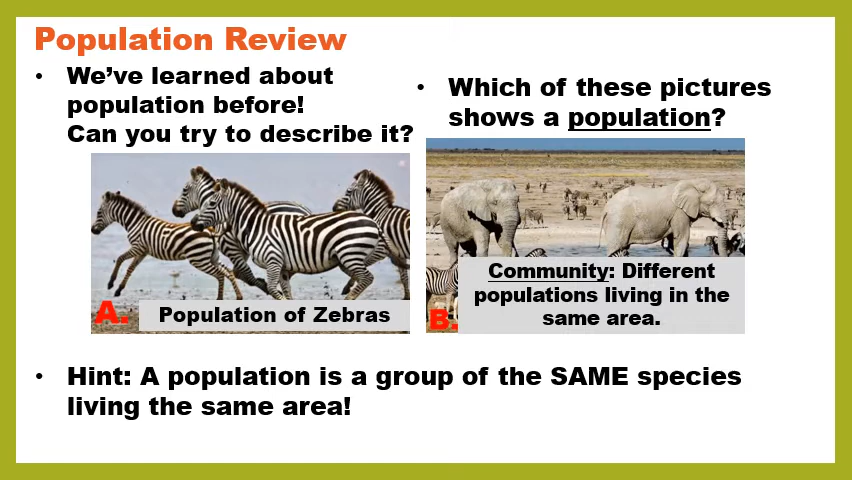 Population Review
• We’ve learned about
population before!
Can you try to describe it?
• Which of these pictures
shows a population?
A.
Population of Zebras
B.
Community: Different
populations living in the
same area.
• Hint: A population is a group of the SAME species
living the same area!